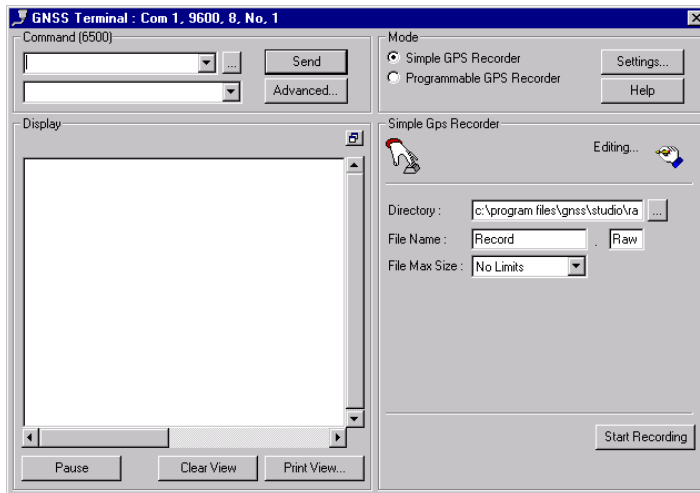 GNSS Terminal : Com 1, 9600, 8, No, 1
Command (6500)
... Send
Advanced...
Display
Pause Clear View Print View...
Mode
Simple GPS Recorder
Programmable GPS Recorder
Settings...
Help
Simple Gps Recorder
Editing...
Directory : c:\program files\gnss\studio\ra ...
File Name : Record . Raw
File Max Size : No Limits
Start Recording